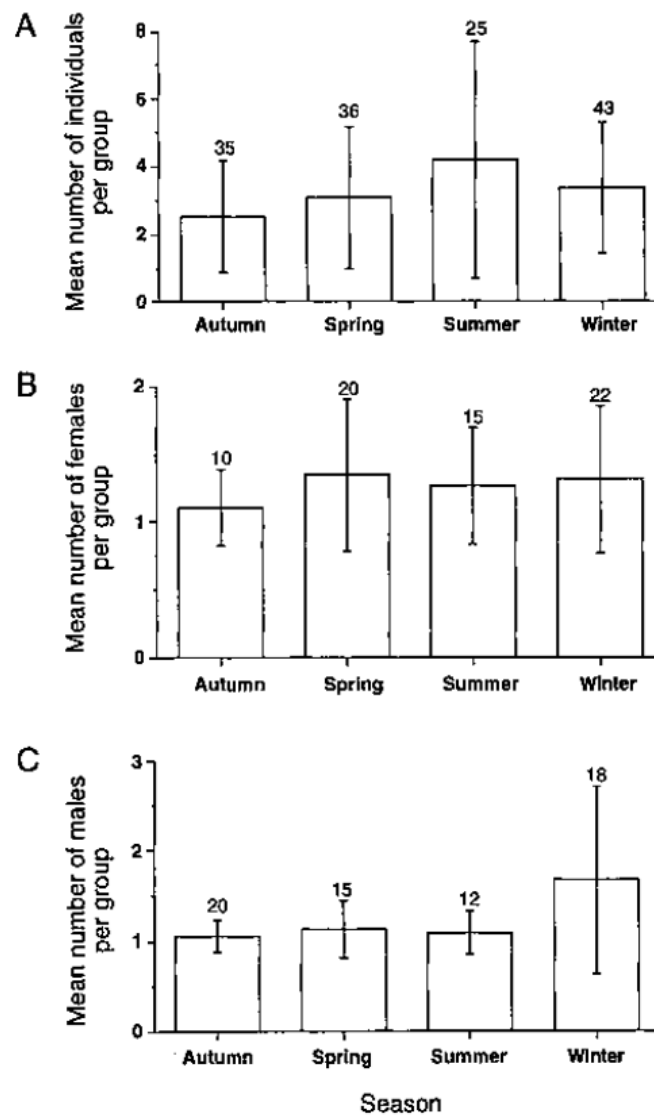 A
Mean number of individuals
per group
8
6
4
2
0
35
36
25
43
Autumn
Spring
Summer
Winter
B
Mean number of females
per group
2
1
0
10
20
15
22
Autumn
Spring
Summer
Winter
C
Mean number of males
per group
3
2
1
0
20
15
12
18
Autumn
Spring
Summer
Winter
Season